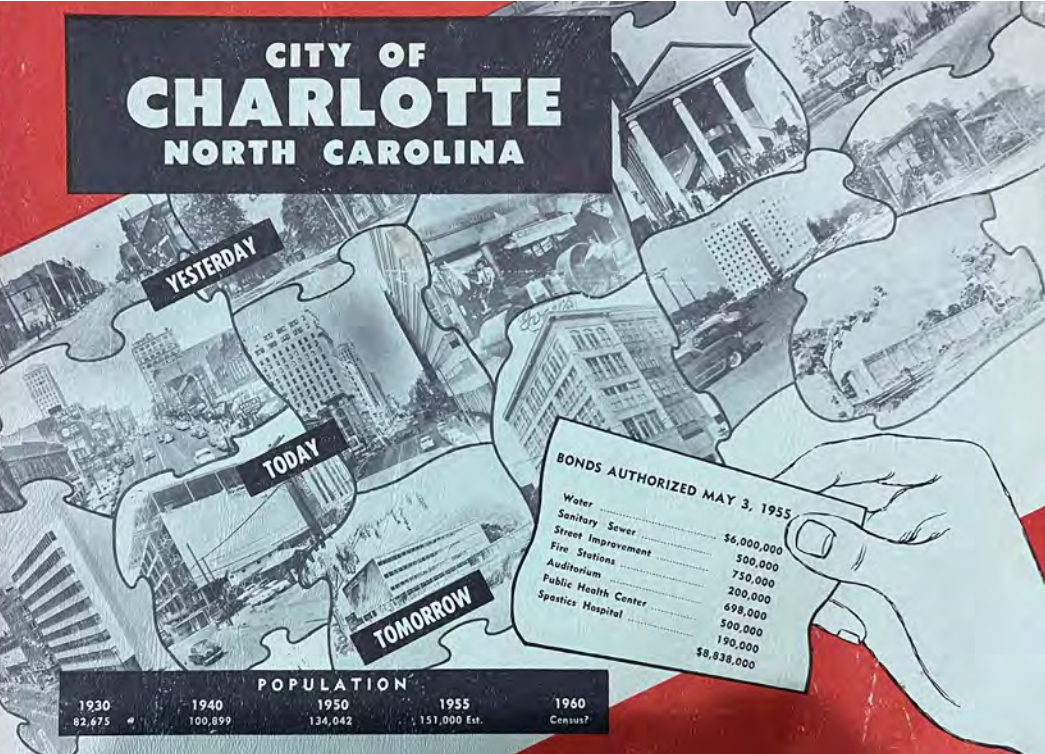 CITY OF
CHARLOTTE
NORTH CAROLINA
YESTERDAY
TODAY
TOMORROW
BONDS AUTHORIZED MAY 3, 1955
Water ........................ $6,000,000
Sanitary Sewer ................ 500,000
Street Improvement ............ 750,000
Fire Stations ................. 200,000
Auditorium .................... 698,000
Public Health Center .......... 500,000
Spastics Hospital ............. 190,000
$8,838,000
POPULATION
1930 1940 1950 1955 1960
82,675 100,899 134,042 151,000 Est. Census?